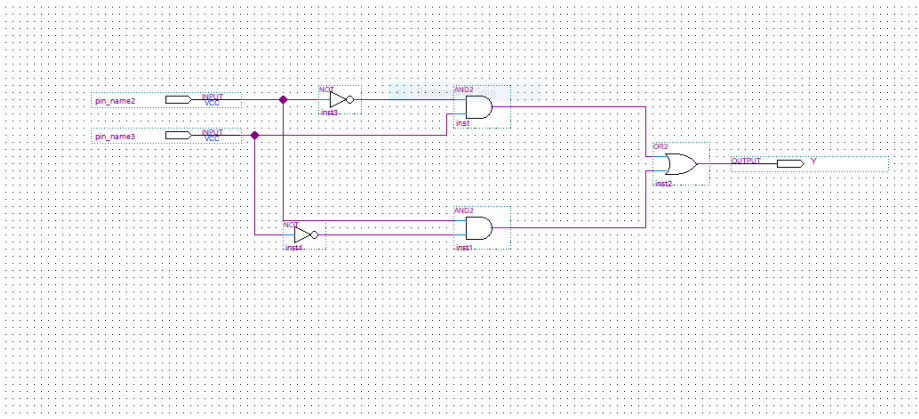 pin_name2
INPUT
VCC
NOT
inst3
AND2
inst
pin_name3
INPUT
VCC
OR2
inst2
OUTPUT
Y
NOT
inst4
AND2
inst1